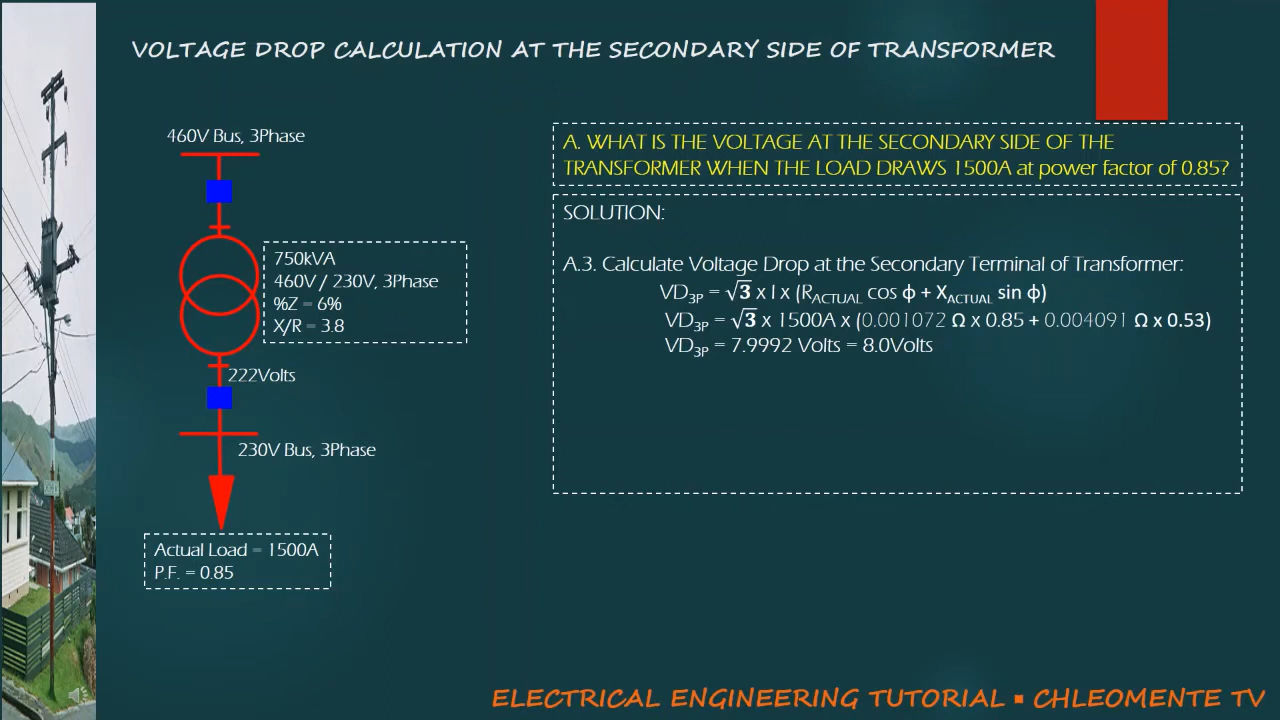 VOLTAGE DROP CALCULATION AT THE SECONDARY SIDE OF TRANSFORMER
460V Bus, 3Phase
750kVA
460V / 230V, 3Phase
%Z = 6%
X/R = 3.8
222Volts
230V Bus, 3Phase
Actual Load = 1500A
P.F. = 0.85
A. WHAT IS THE VOLTAGE AT THE SECONDARY SIDE OF THE
TRANSFORMER WHEN THE LOAD DRAWS 1500A at power factor of 0.85?
SOLUTION:
A.3. Calculate Voltage Drop at the Secondary Terminal of Transformer:
VD3P = √3 x I x (RACTUAL cos ф + XACTUAL sin ф)
VD3P = √3 x 1500A x (0.001072 Ω x 0.85 + 0.004091 Ω x 0.53)
VD3P = 7.9992 Volts = 8.0Volts
ELECTRICAL ENGINEERING TUTORIAL ▪ CHLEOMENTE TV